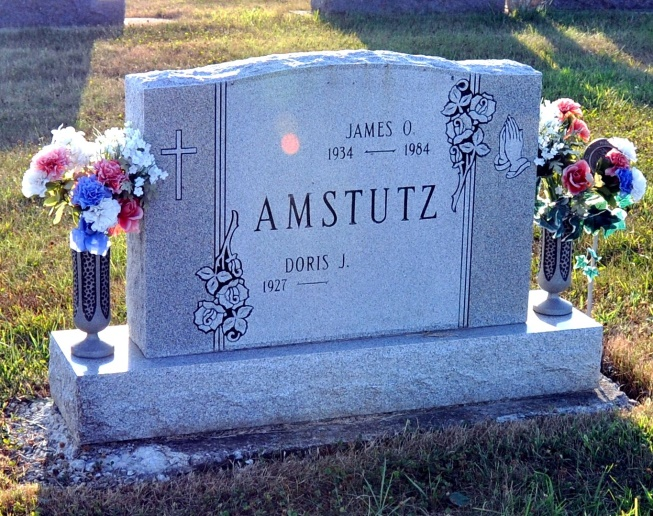 JAMES O.
1934 — 1984
AMSTUTZ
DORIS J.
1927 —